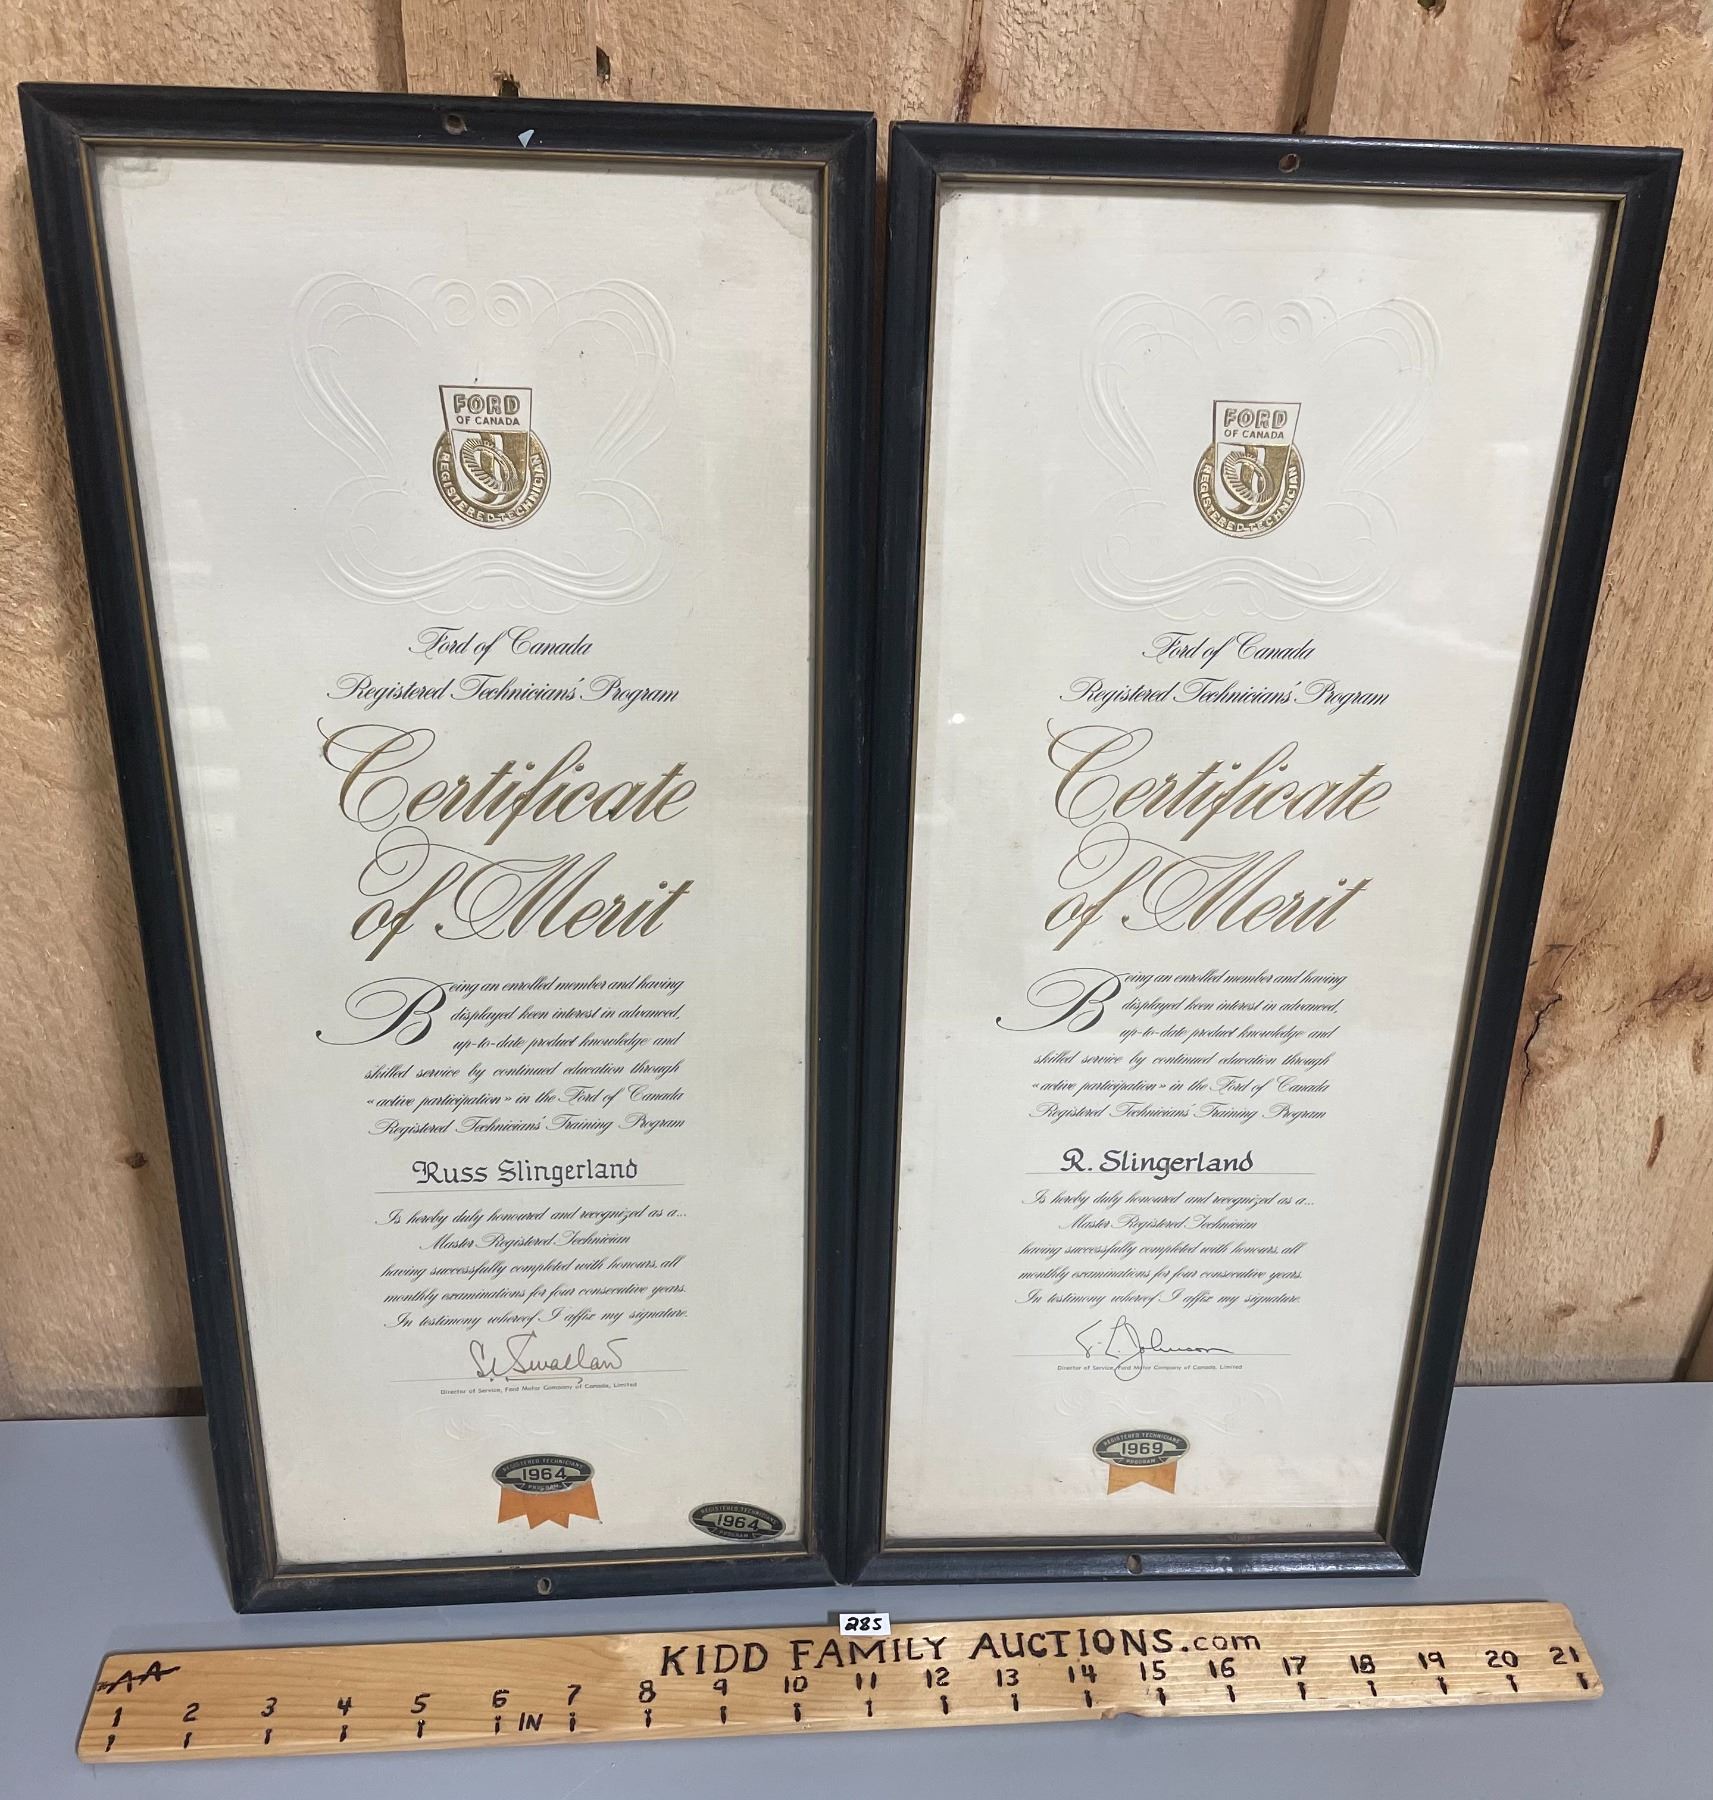 FORD
OF CANADA
REGISTERED TECHNICIAN
Ford of Canada
Registered Technicians' Program
Certificate
of Merit
Being an enrolled member and having
displayed keen interest in advanced,
up-to-date product knowledge and
skilled service by continued education through
"active participation" in the Ford of Canada
Registered Technicians' Training Program
Russ Slingerland
Is hereby duly honoured and recognized as a...
Master Registered Technician
having successfully completed with honours, all
monthly examinations for four consecutive years.
In testimony whereof I affix my signature.
Director of Service, Ford Motor Company of Canada, Limited
REGISTERED TECHNICIANS'
1964
PROGRAM
REGISTERED TECHNICIANS'
1964
PROGRAM
FORD
OF CANADA
REGISTERED TECHNICIAN
Ford of Canada
Registered Technicians' Program
Certificate
of Merit
Being an enrolled member and having
displayed keen interest in advanced,
up-to-date product knowledge and
skilled service by continued education through
"active participation" in the Ford of Canada
Registered Technicians' Training Program
R. Slingerland
Is hereby duly honoured and recognized as a...
Master Registered Technician
having successfully completed with honours, all
monthly examinations for four consecutive years.
In testimony whereof I affix my signature.
Director of Service, Ford Motor Company of Canada, Limited
REGISTERED TECHNICIANS'
1969
PROGRAM
285
KIDD FAMILY AUCTIONS.com
AA
1 2 3 4 5 6 7 8 9 10 11 12 13 14 15 16 17 18 19 20 21
IN